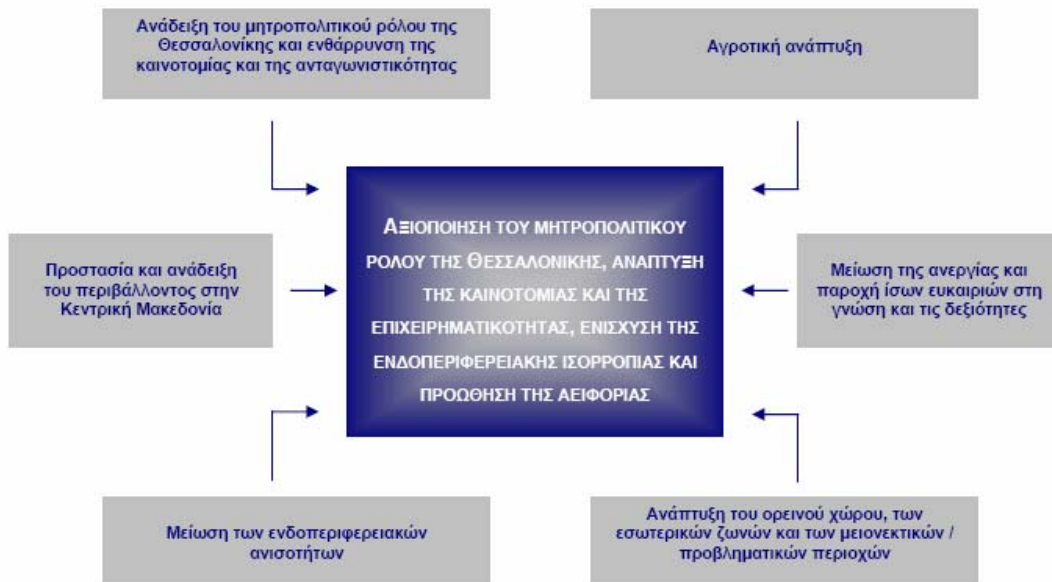 Ανάδειξη του μητροπολιτικού ρόλου της
Θεσσαλονίκης και ενθάρρυνση της
καινοτομίας και της ανταγωνιστικότητας
Αγροτική ανάπτυξη
Προστασία και ανάδειξη
του περιβάλλοντος στην
Κεντρική Μακεδονία
ΑΞΙΟΠΟΙΗΣΗ ΤΟΥ ΜΗΤΡΟΠΟΛΙΤΙΚΟΥ
ΡΟΛΟΥ ΤΗΣ ΘΕΣΣΑΛΟΝΙΚΗΣ, ΑΝΑΠΤΥΞΗ
ΤΗΣ ΚΑΙΝΟΤΟΜΙΑΣ ΚΑΙ ΤΗΣ
ΕΠΙΧΕΙΡΗΜΑΤΙΚΟΤΗΤΑΣ, ΕΝΙΣΧΥΣΗ ΤΗΣ
ΕΝΔΟΠΕΡΙΦΕΡΕΙΑΚΗΣ ΙΣΟΡΡΟΠΙΑΣ ΚΑΙ
ΠΡΟΩΘΗΣΗ ΤΗΣ ΑΕΙΦΟΡΙΑΣ
Μείωση της ανεργίας και
παροχή ίσων ευκαιριών στη
γνώση και τις δεξιότητες
Μείωση των ενδοπεριφερειακών
ανισοτήτων
Ανάπτυξη του ορεινού χώρου, των
εσωτερικών ζωνών και των μειονεκτικών /
προβληματικών περιοχών